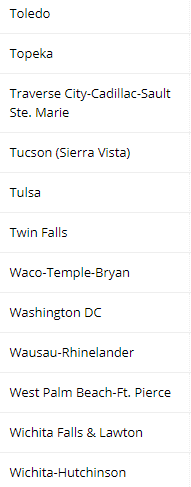 Toledo
Topeka
Traverse City-Cadillac-Sault
Ste. Marie
Tucson (Sierra Vista)
Tulsa
Twin Falls
Waco-Temple-Bryan
Washington DC
Wausau-Rhinelander
West Palm Beach-Ft. Pierce
Wichita Falls & Lawton
Wichita-Hutchinson